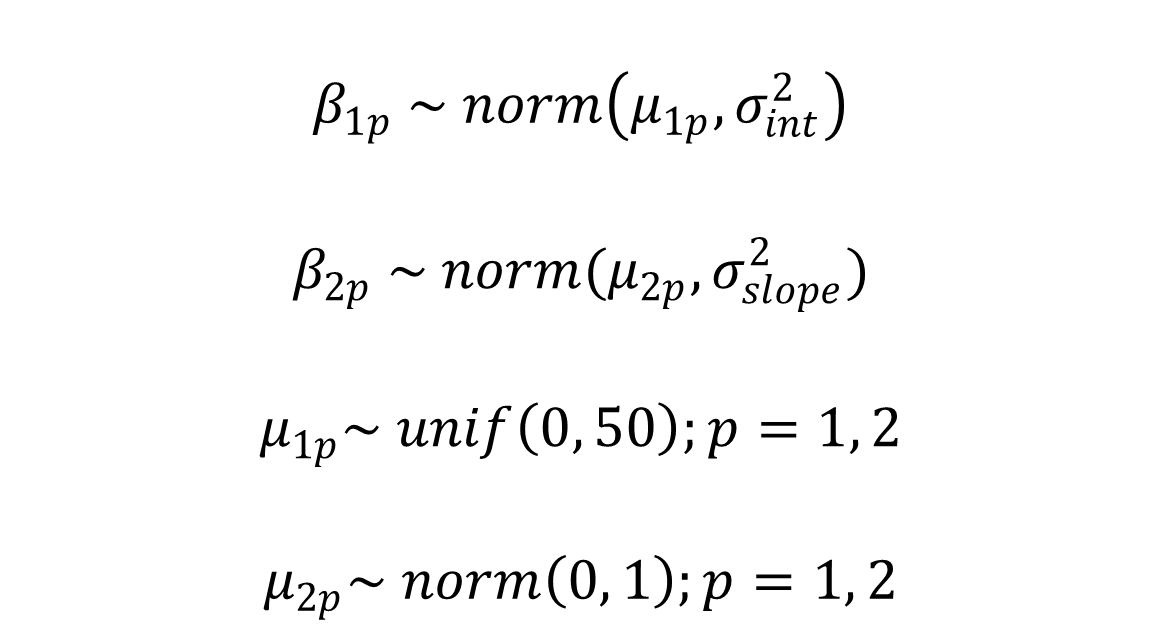 β₁ₚ ~ norm(μ₁ₚ, σ²ᵢₙₜ)
β₂ₚ ~ norm(μ₂ₚ, σ²ₛₗₒₚₑ)
μ₁ₚ~ unif(0, 50); p = 1, 2
μ₂ₚ~ norm(0, 1); p = 1, 2